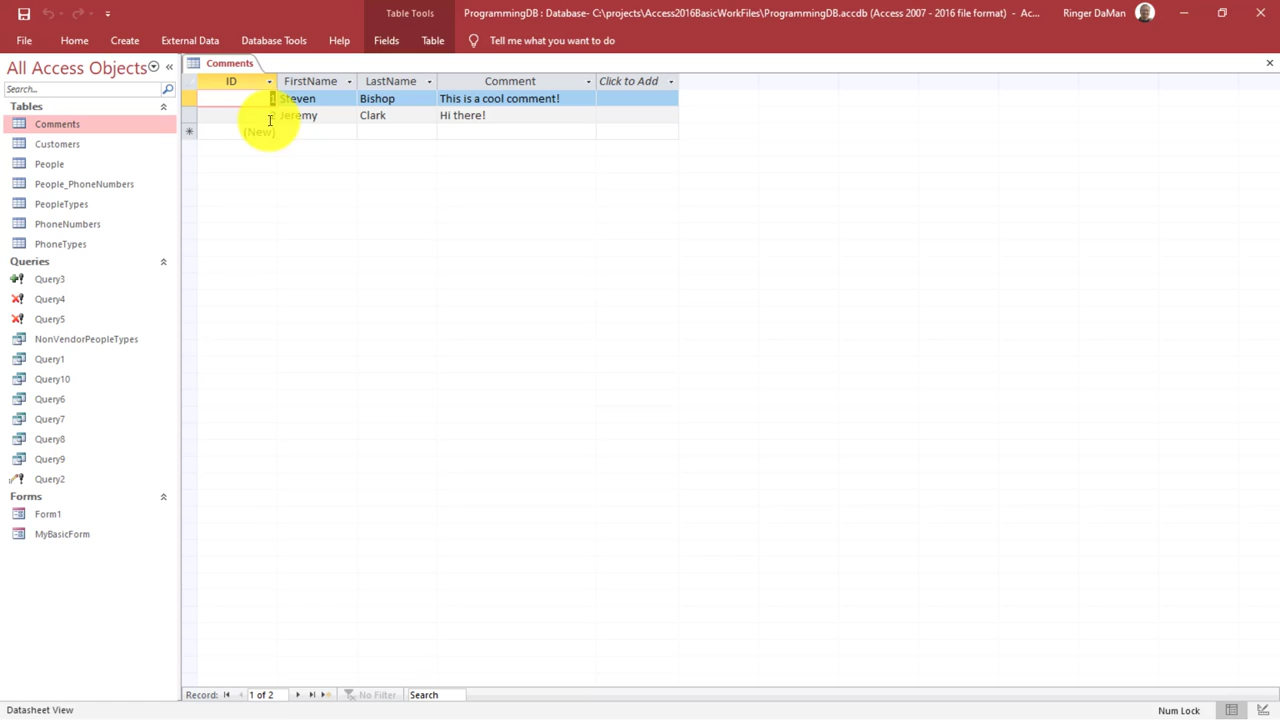 Table Tools
ProgrammingDB : Database- C:\projects\Access2016BasicWorkFiles\ProgrammingDB.accdb (Access 2007 - 2016 file format) - Ac...
Ringer DaMan
File
Home
Create
External Data
Database Tools
Help
Fields
Table
Tell me what you want to do
All Access Objects
Search...
Tables
Comments
Customers
People
People_PhoneNumbers
PeopleTypes
PhoneNumbers
PhoneTypes
Queries
Query3
Query4
Query5
NonVendorPeopleTypes
Query1
Query10
Query6
Query7
Query8
Query9
Query2
Forms
Form1
MyBasicForm
Comments
ID FirstName LastName Comment Click to Add
1 Steven Bishop This is a cool comment!
2 Jeremy Clark Hi there!
(New)
Record: 1 of 2 No Filter Search
Datasheet View
Num Lock